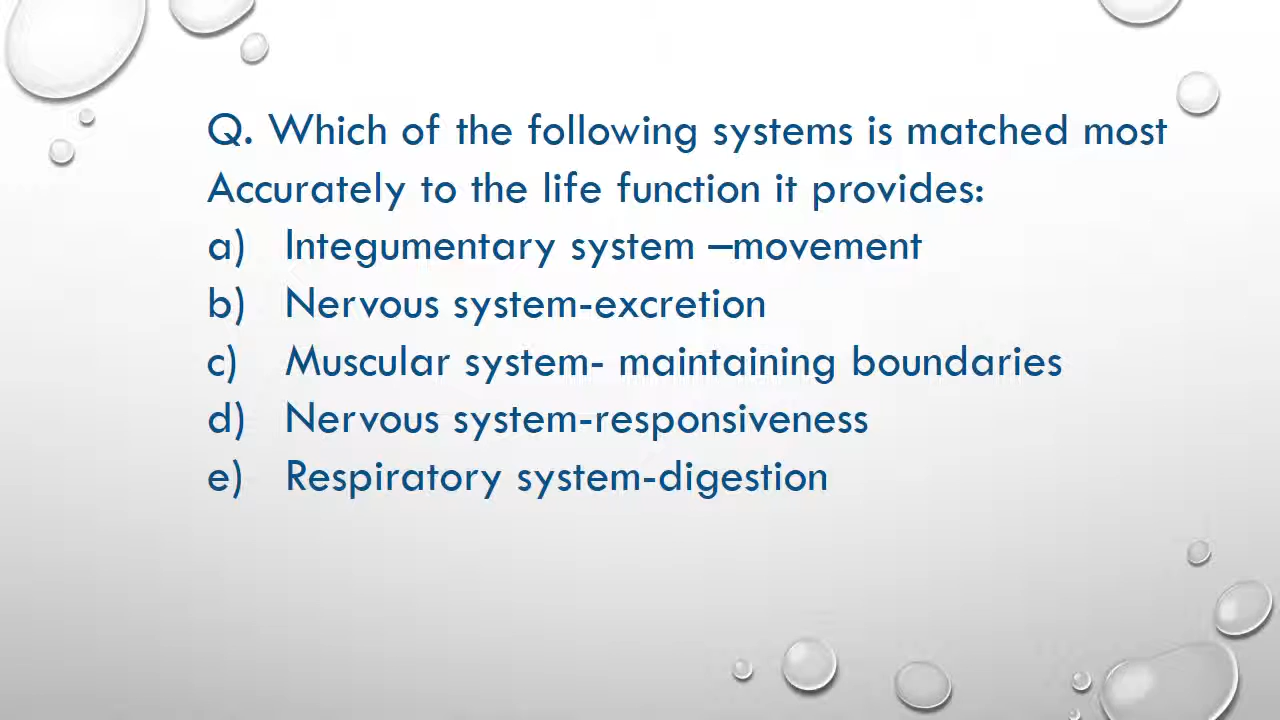 Q. Which of the following systems is matched most
Accurately to the life function it provides:
a) Integumentary system –movement
b) Nervous system-excretion
c) Muscular system- maintaining boundaries
d) Nervous system-responsiveness
e) Respiratory system-digestion